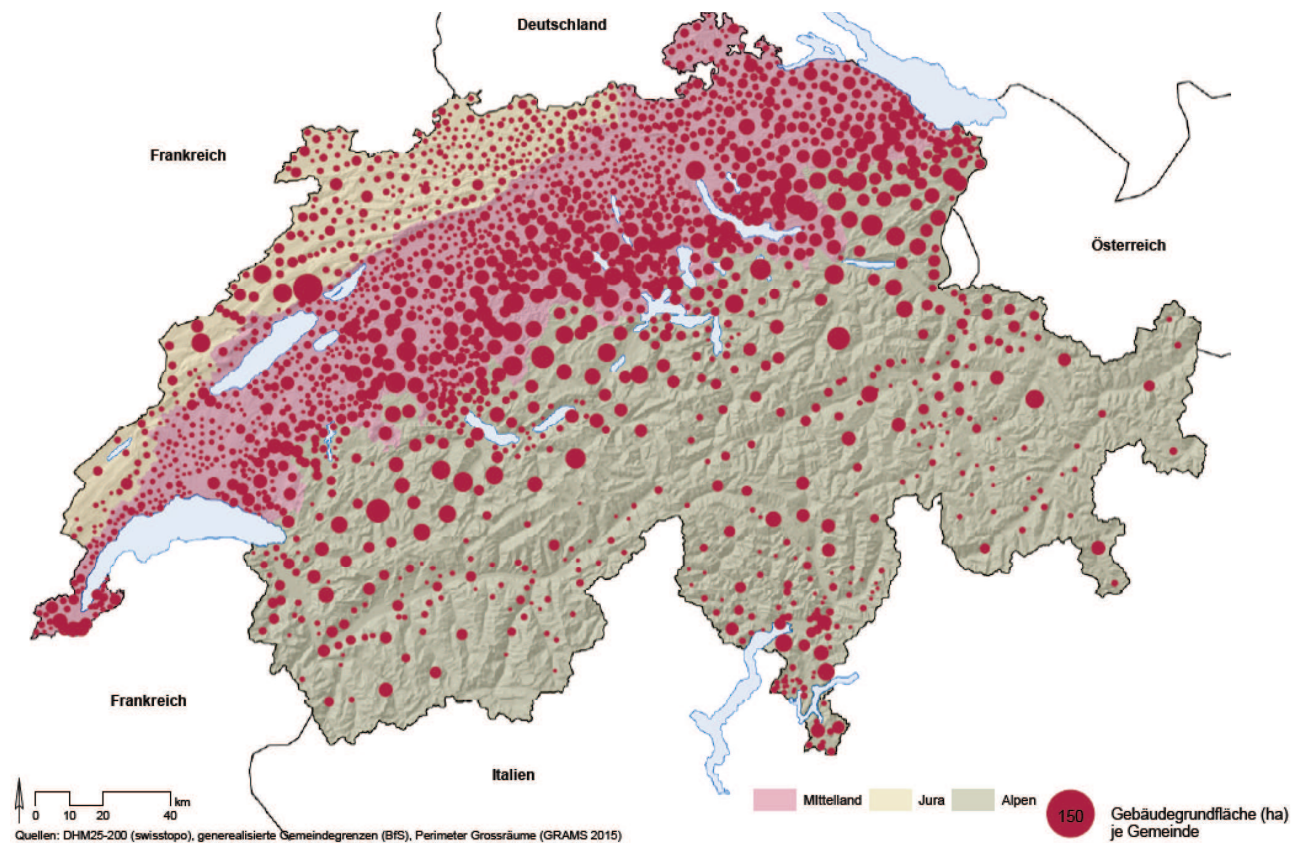 Deutschland
Frankreich
Österreich
Frankreich
Italien
0 10 20 40 km
Mittelland
Jura
Alpen
150
Gebäudegrundfläche (ha)
je Gemeinde
Quellen: DHM25-200 (swisstopo), generealisierte Gemeindegrenzen (BfS), Perimeter Grossräume (GRAMS 2015)